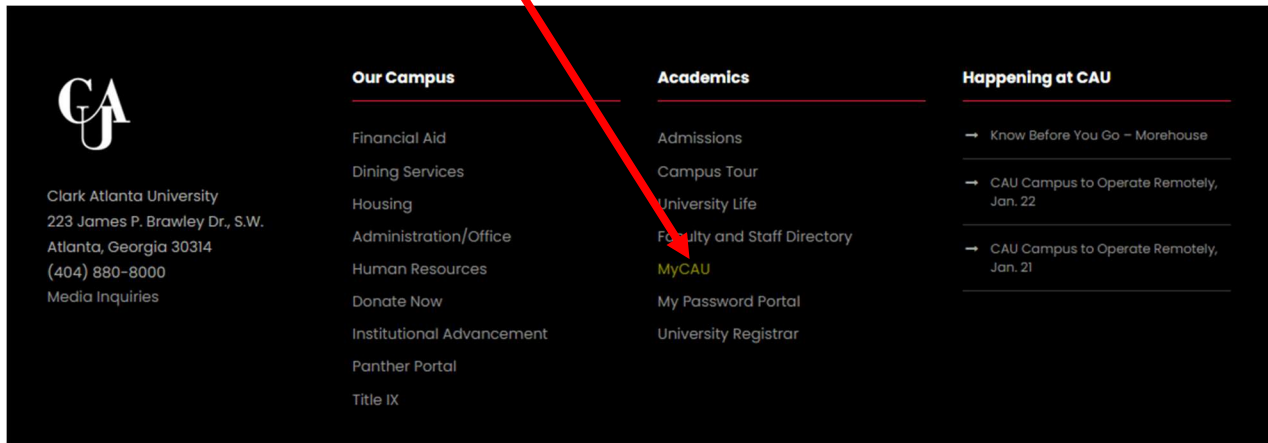 CAU
Clark Atlanta University
223 James P. Brawley Dr., S.W.
Atlanta, Georgia 30314
(404) 880-8000
Media Inquiries
Our Campus
Financial Aid
Dining Services
Housing
Administration/Office
Human Resources
Donate Now
Institutional Advancement
Panther Portal
Title IX
Academics
Admissions
Campus Tour
University Life
Faculty and Staff Directory
MyCAU
My Password Portal
University Registrar
Happening at CAU
→ Know Before You Go – Morehouse
→ CAU Campus to Operate Remotely,
Jan. 22
→ CAU Campus to Operate Remotely,
Jan. 21